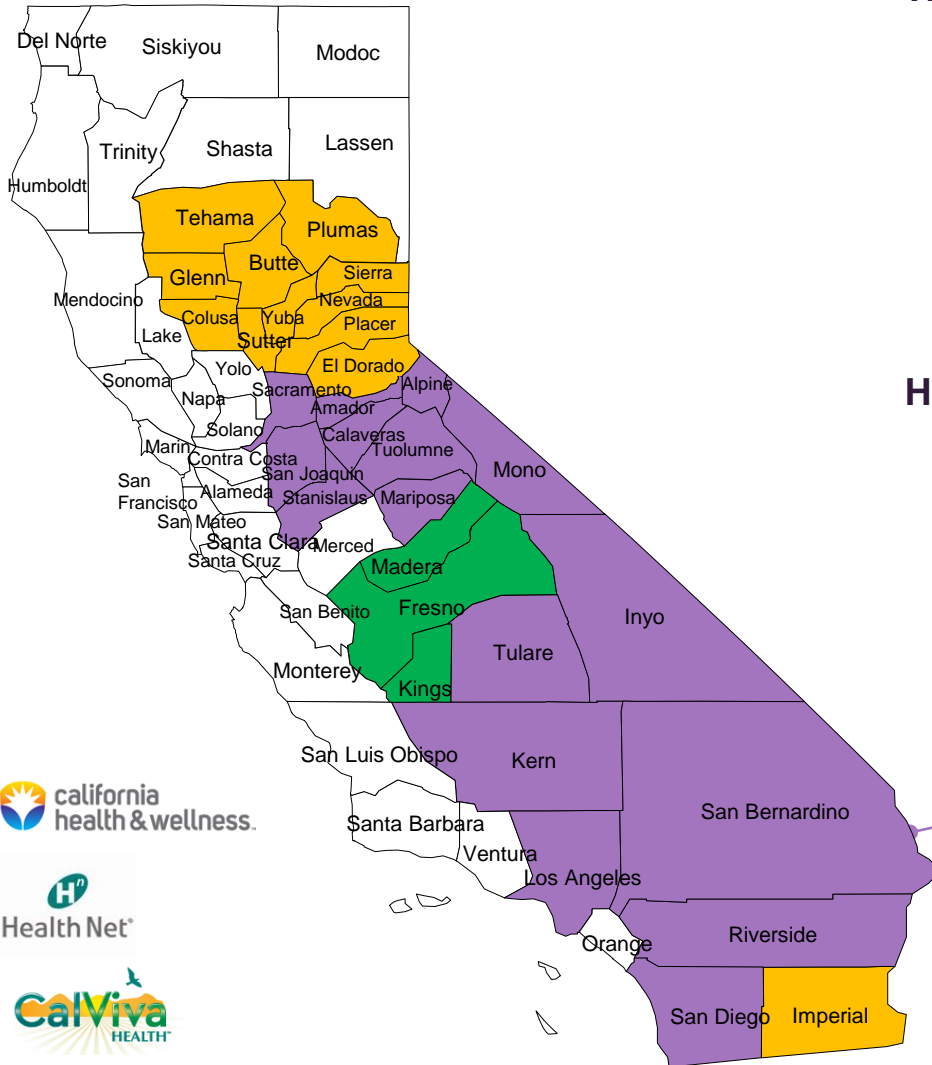 Del Norte
Siskiyou
Modoc
Trinity
Shasta
Lassen
Humboldt
Tehama
Plumas
Butte
Glenn
Sierra
Nevada
Mendocino
Colusa
Yuba
Placer
Lake
Sutter
El Dorado
Yolo
Sonoma
Sacramento
Alpine
Napa
Amador
H
Solano
Calaveras
Marin
Tuolumne
Contra Costa
San Joaquin
Mono
San
Francisco
Alameda
Stanislaus
Mariposa
San Mateo
Santa Clara
Merced
Santa Cruz
Madera
San Benito
Fresno
Inyo
Tulare
Monterey
Kings
San Luis Obispo
Kern
california
health & wellness™
San Bernardino
Santa Barbara
Ventura
Los Angeles
Hn
Health Net®
Orange
Riverside
CalViva
HEALTH™
San Diego
Imperial